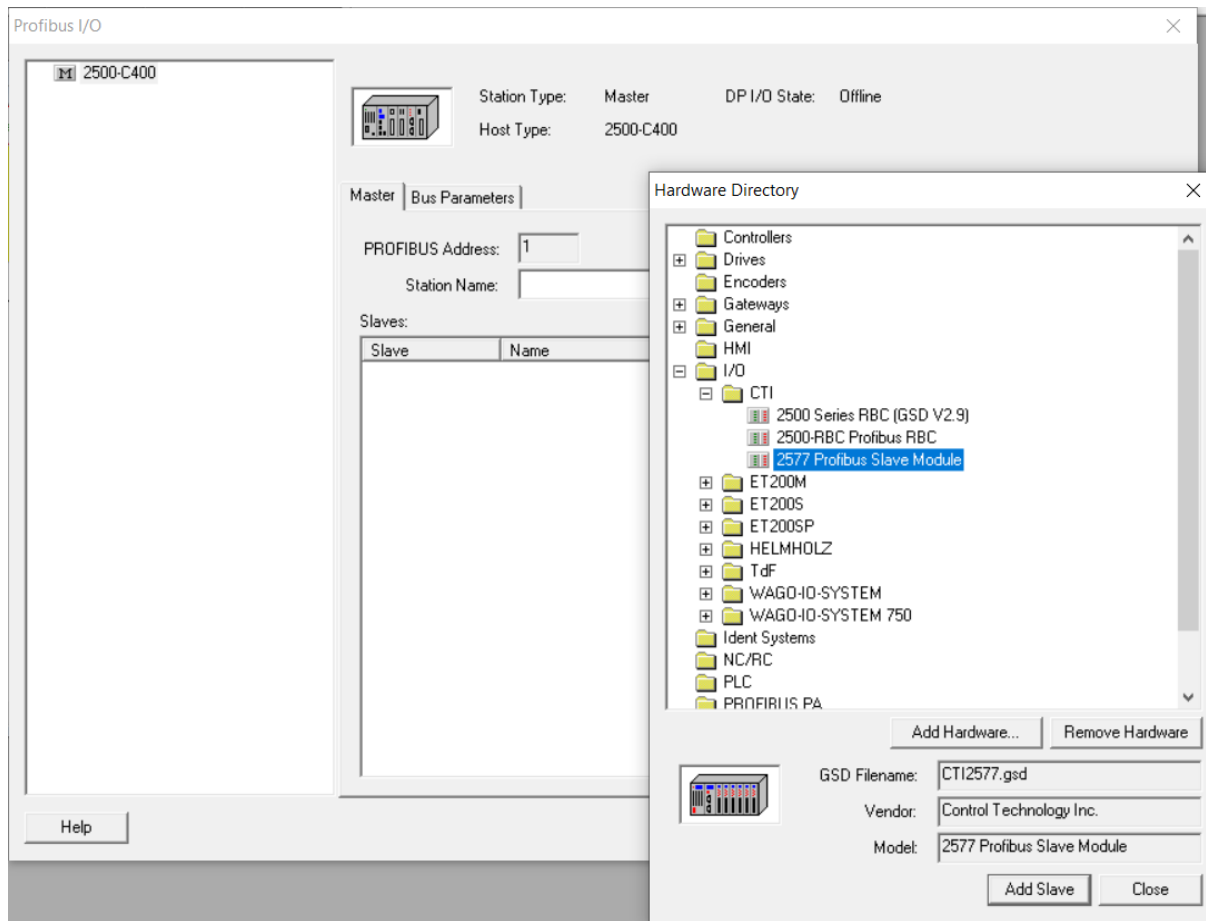 Profibus I/O
M 2500-C400
Station Type: Master DP I/O State: Offline
Host Type: 2500-C400
Master Bus Parameters
PROFIBUS Address: 1
Station Name:
Slaves:
Slave Name
Help
Hardware Directory
Controllers
Drives
Encoders
Gateways
General
HMI
I/O
CTI
2500 Series RBC (GSD V2.9)
2500-RBC Profibus RBC
2577 Profibus Slave Module
ET200M
ET200S
ET200SP
HELMHOLZ
TdF
WAGO-IO-SYSTEM
WAGO-IO-SYSTEM 750
Ident Systems
NC/RC
PLC
PROFIBUS PA
Add Hardware... Remove Hardware
GSD Filename: CTI2577.gsd
Vendor: Control Technology Inc.
Model: 2577 Profibus Slave Module
Add Slave Close